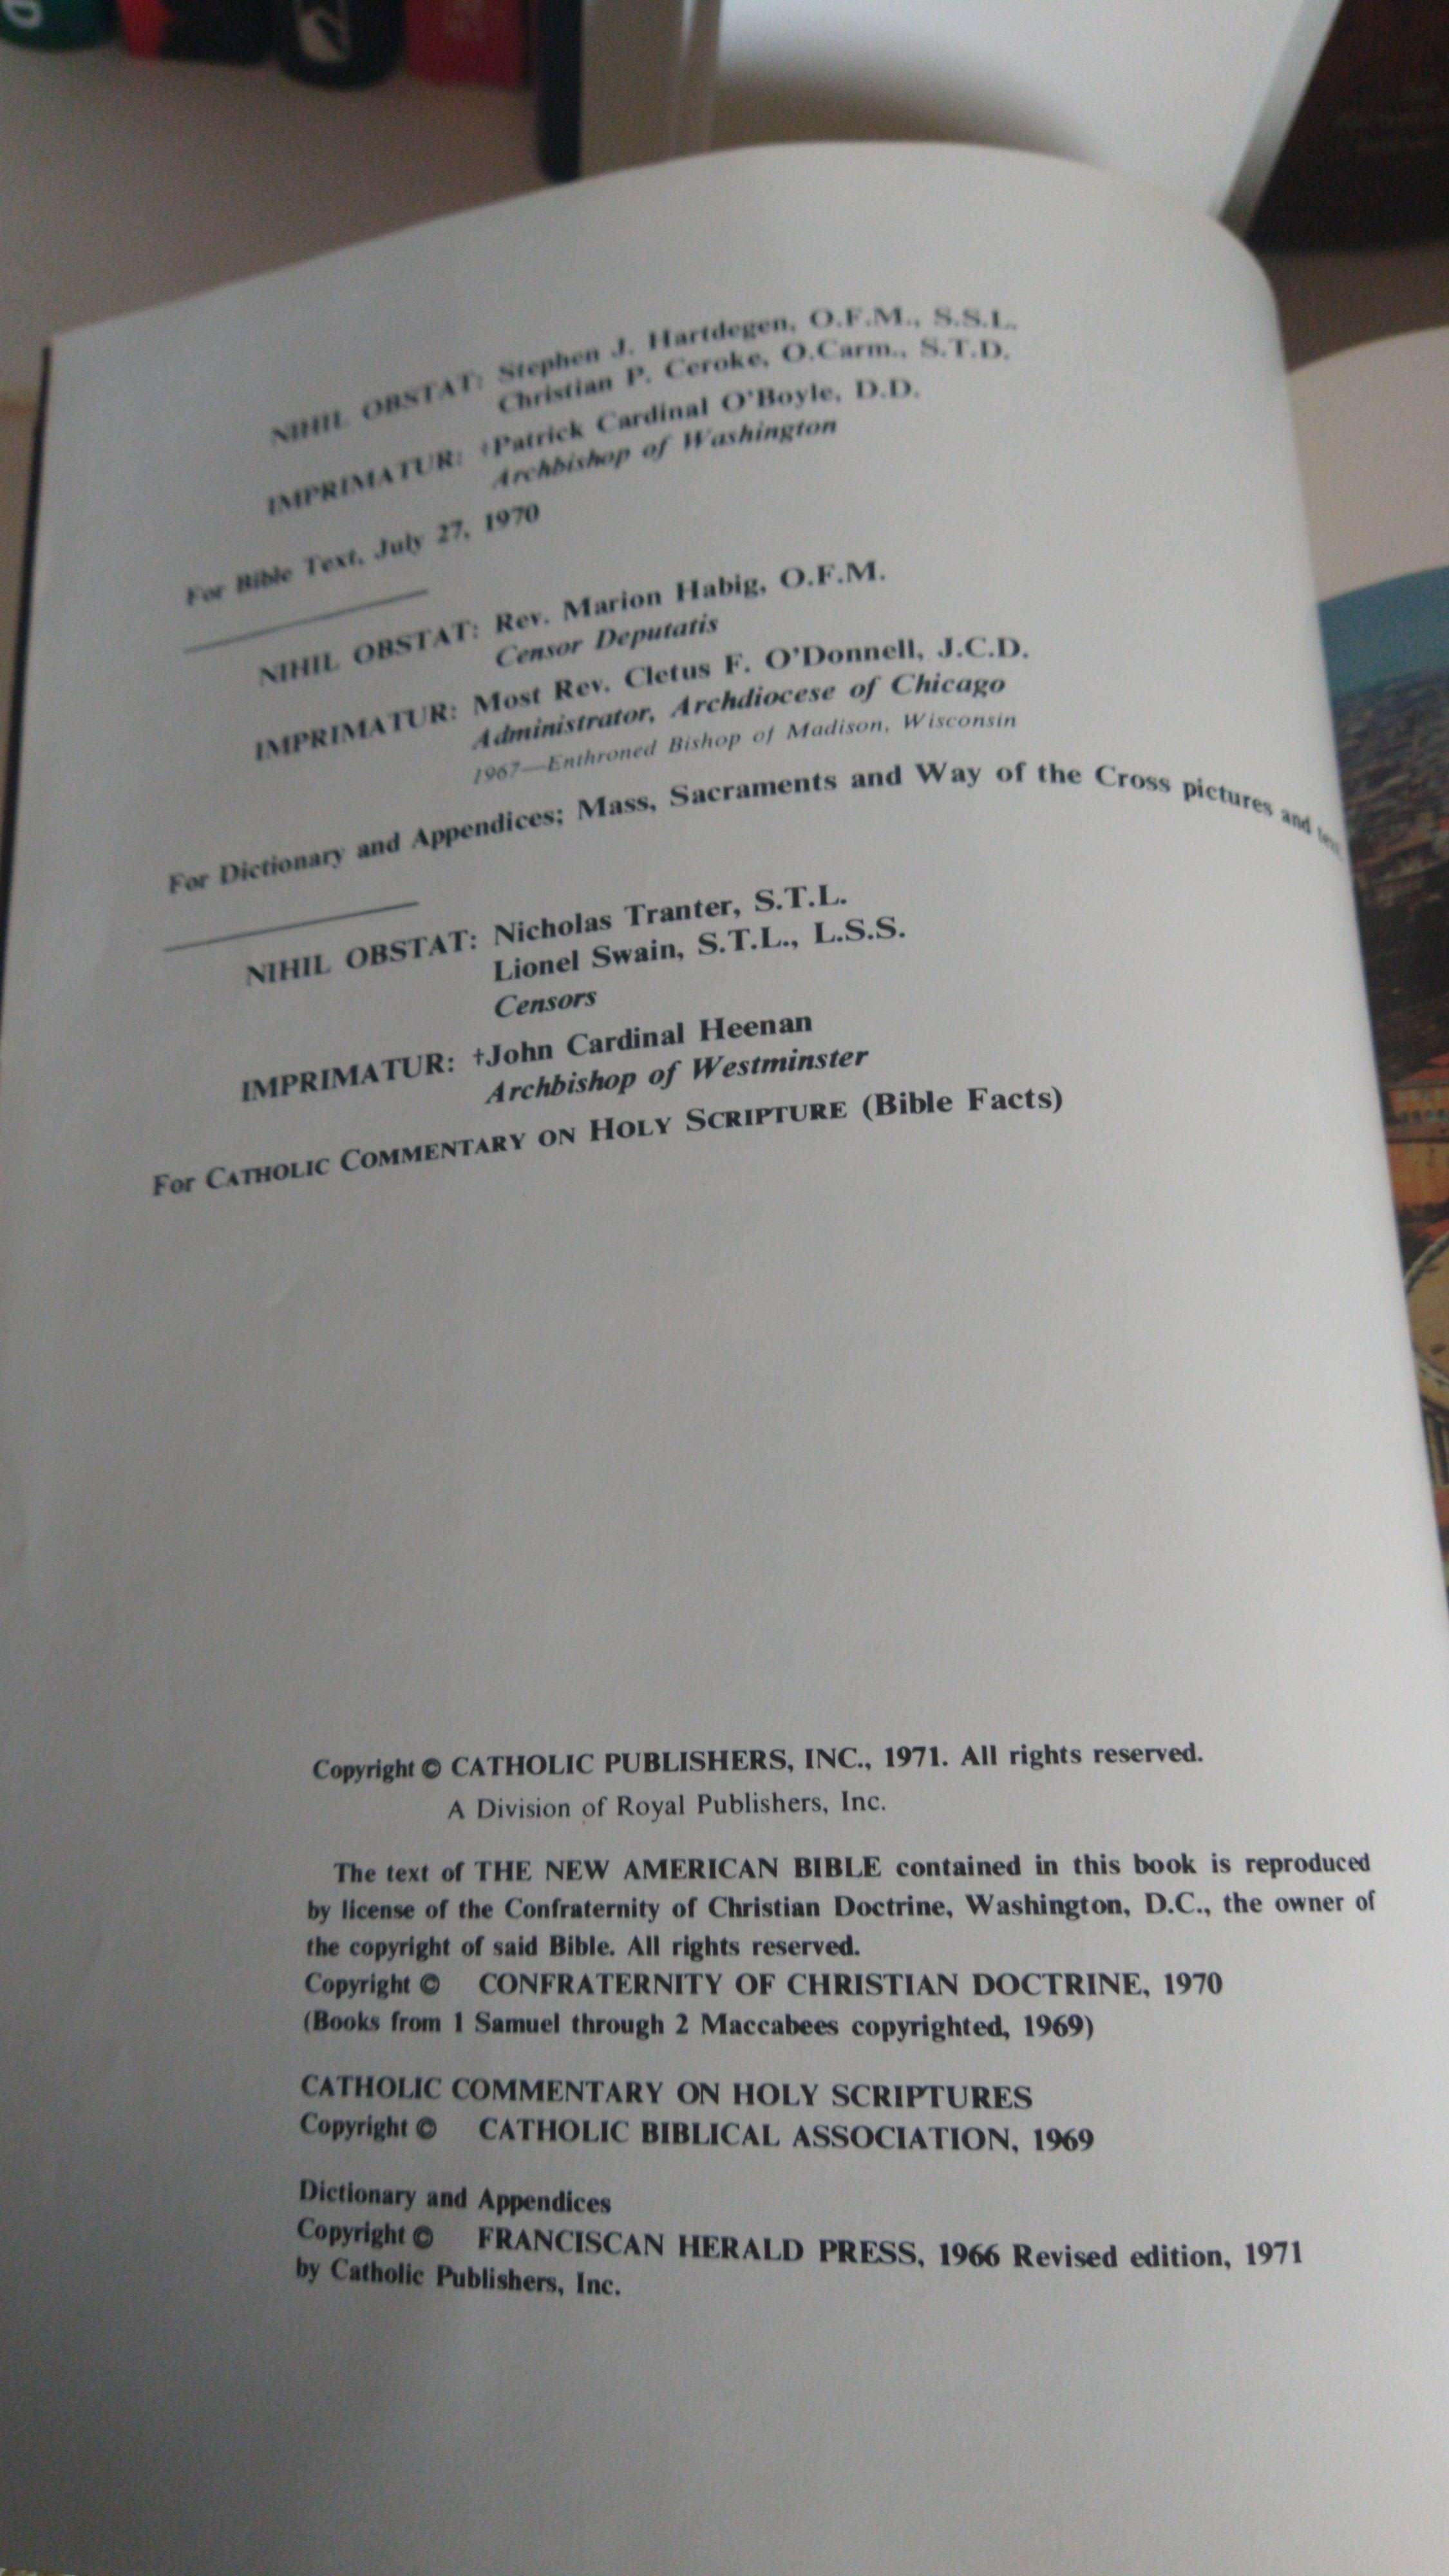 NIHIL OBSTAT: Stephen J. Hartdegen, O.F.M., S.S.L.
Christian P. Ceroke, O.Carm., S.T.D.
IMPRIMATUR: †Patrick Cardinal O'Boyle, D.D.
Archbishop of Washington
For Bible Text, July 27, 1970
NIHIL OBSTAT: Rev. Marion Habig, O.F.M.
Censor Deputatis
IMPRIMATUR: Most Rev. Cletus F. O'Donnell, J.C.D.
Administrator, Archdiocese of Chicago
1967—Enthroned Bishop of Madison, Wisconsin
For Dictionary and Appendices; Mass, Sacraments and Way of the Cross pictures and
NIHIL OBSTAT: Nicholas Tranter, S.T.L.
Lionel Swain, S.T.L., L.S.S.
Censors
IMPRIMATUR: †John Cardinal Heenan
Archbishop of Westminster
For CATHOLIC COMMENTARY ON HOLY SCRIPTURE (Bible Facts)
Copyright © CATHOLIC PUBLISHERS, INC., 1971. All rights reserved.
A Division of Royal Publishers, Inc.
The text of THE NEW AMERICAN BIBLE contained in this book is reproduced
by license of the Confraternity of Christian Doctrine, Washington, D.C., the owner of
the copyright of said Bible. All rights reserved.
Copyright © CONFRATERNITY OF CHRISTIAN DOCTRINE, 1970
(Books from 1 Samuel through 2 Maccabees copyrighted, 1969)
CATHOLIC COMMENTARY ON HOLY SCRIPTURES
Copyright © CATHOLIC BIBLICAL ASSOCIATION, 1969
Dictionary and Appendices
Copyright © FRANCISCAN HERALD PRESS, 1966 Revised edition, 1971
by Catholic Publishers, Inc.